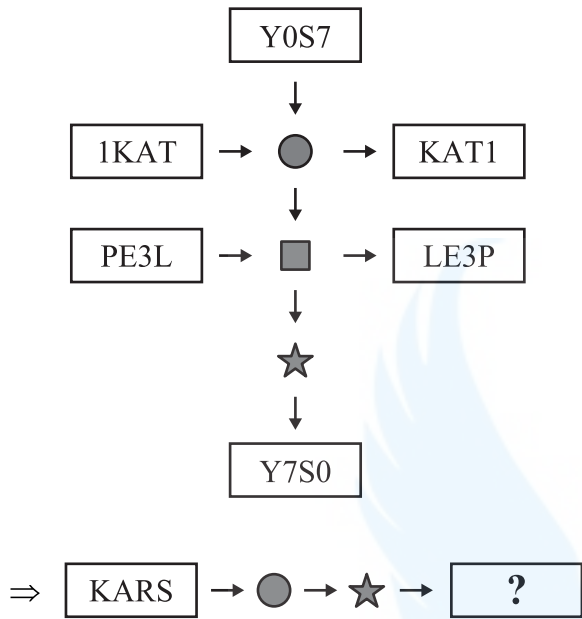 Y0S7
1KAT → → KAT1
PE3L → → LE3P
Y7S0
⇒ KARS → → → ?